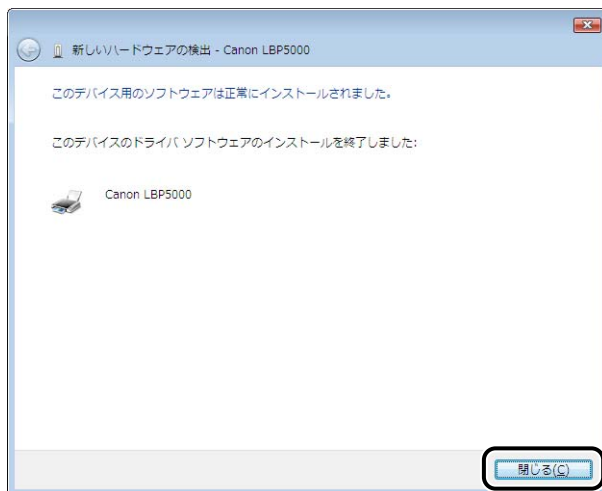 新しいハードウェアの検出 - Canon LBP5000
このデバイス用のソフトウェアは正常にインストールされました。
このデバイスのドライバ ソフトウェアのインストールを終了しました:
Canon LBP5000
閉じる(C)